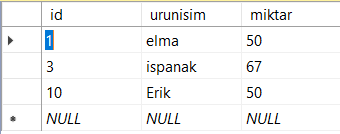 id urunisim miktar
1 elma 50
3 ispanak 67
10 Erik 50
NULL NULL NULL